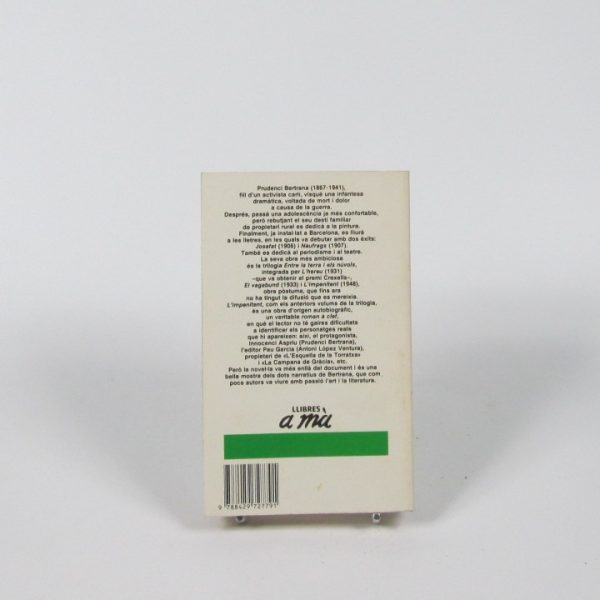 Prudenci Bertrana (1867-1941),
fill d'un activista carlí, visqué una infantesa
dramàtica, voltada de mort i dolor
a causa de la guerra.
Després, passà una adolescència ja més confortable,
però rebutjant el seu destí familiar
de propietari rural es dedicà a la pintura.
Finalment, ja instal·lat a Barcelona, es lliurà
a les lletres, en les quals va debutar amb dos èxits:
Josafat (1906) i Nàufrags (1907).
També es dedicà al periodisme i al teatre.
La seva obra més ambiciosa
és la trilogia Entre la terra i els núvols,
integrada per L'hereu (1931)
–que va obtenir el premi Crexells–,
El vagabund (1933) i L'impenitent (1948),
obra pòstuma, que fins ara
no ha tingut la difusió que es mereixia.
L'impenitent, com els anteriors volums de la trilogia,
és una obra d'origen autobiogràfic,
un veritable roman à clef,
en què el lector no té gaires dificultats
a identificar els personatges reals
que hi apareixen: així, el protagonista,
Innocenci Aspriu (Prudenci Bertrana),
l'editor Pau Garcia (Antoni López Ventura),
propietari de «L'Esquella de la Torratxa»
i «La Campana de Gràcia», etc.
Però la novel·la va més enllà del document i és una
bella mostra dels dots narratius de Bertrana, que com
pocs autors va viure amb passió l'art i la literatura.
LLIBRES
a mà
9 788429 727791